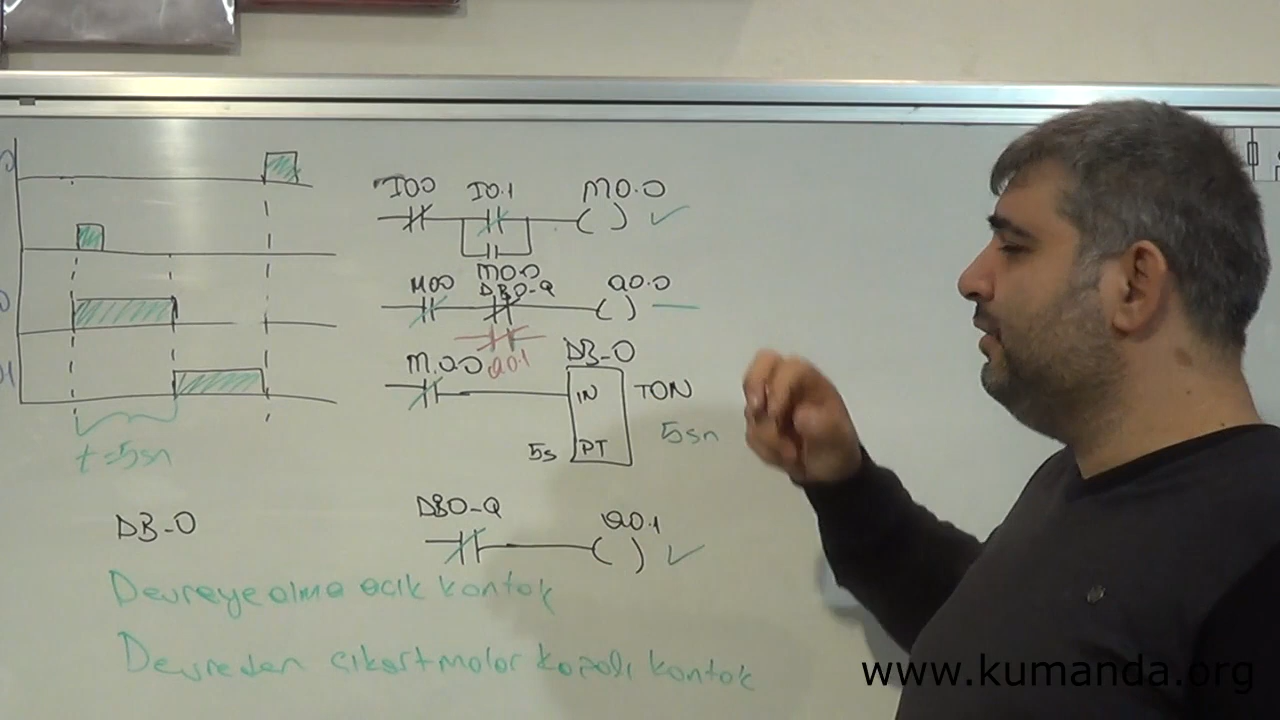 I0.0 I0.1 M0.0
M0.0
M0.0 DB0-Q Q0.0
Q0.1
M0.0 DB-0
IN TON
5s PT 5sn
t=5sn
DB-0
DB0-Q Q0.1
Devreye alma açık kontak
Devreden çıkartmalar kapalı kontak
www.kumanda.org